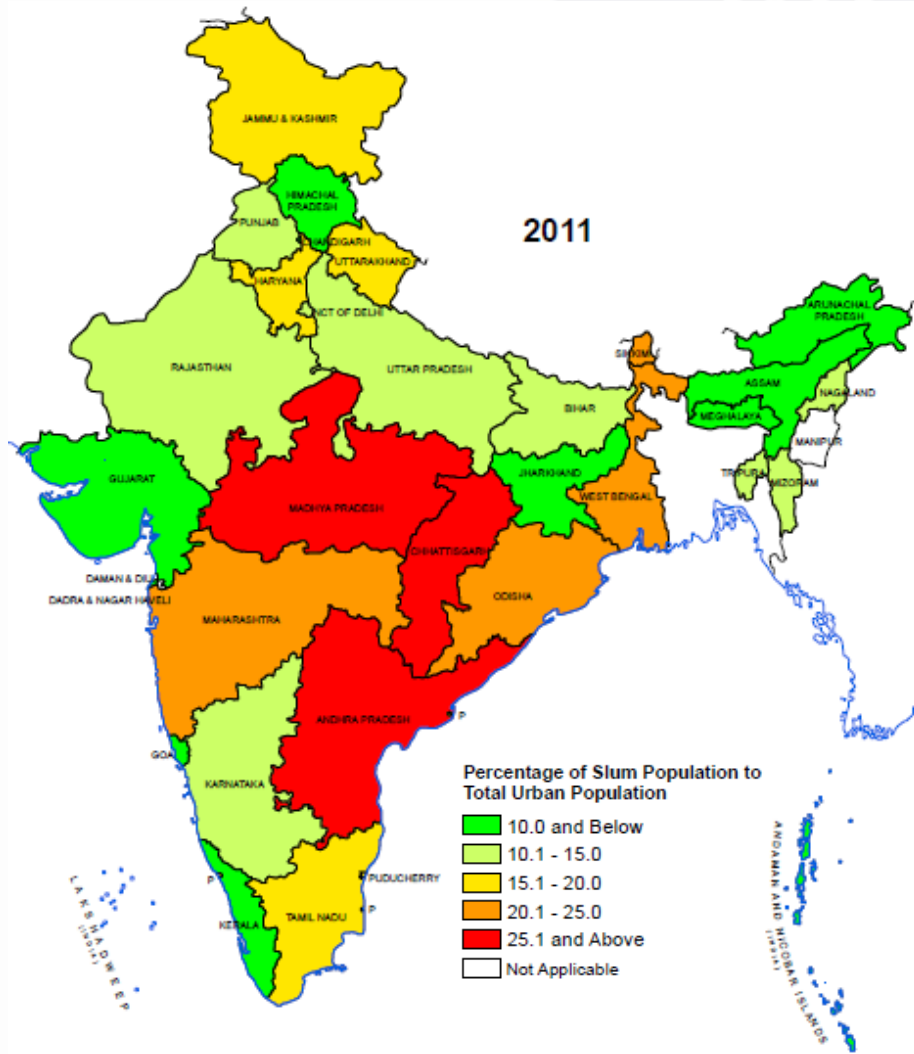 JAMMU & KASHMIR
HIMACHAL
PRADESH
PUNJAB
CHANDIGARH
UTTARAKHAND
2011
HARYANA
NCT OF DELHI
ARUNACHAL
PRADESH
RAJASTHAN
UTTAR PRADESH
SIKKIM
ASSAM
NAGALAND
BIHAR
MEGHALAYA
MANIPUR
GUJARAT
JHARKHAND
TRIPURA
MIZORAM
WEST BENGAL
MADHYA PRADESH
CHHATTISGARH
DAMAN & DIU
DADRA & NAGAR HAVELI
ODISHA
MAHARASHTRA
ANDHRA PRADESH
P
GOA
KARNATAKA
Percentage of Slum Population to
Total Urban Population
10.0 and Below
10.1 - 15.0
15.1 - 20.0
20.1 - 25.0
25.1 and Above
Not Applicable
P
PUDUCHERRY
P
KERALA
TAMIL NADU
LAKSHADWEEP
(INDIA)
ANDAMAN AND NICOBAR ISLANDS
(INDIA)